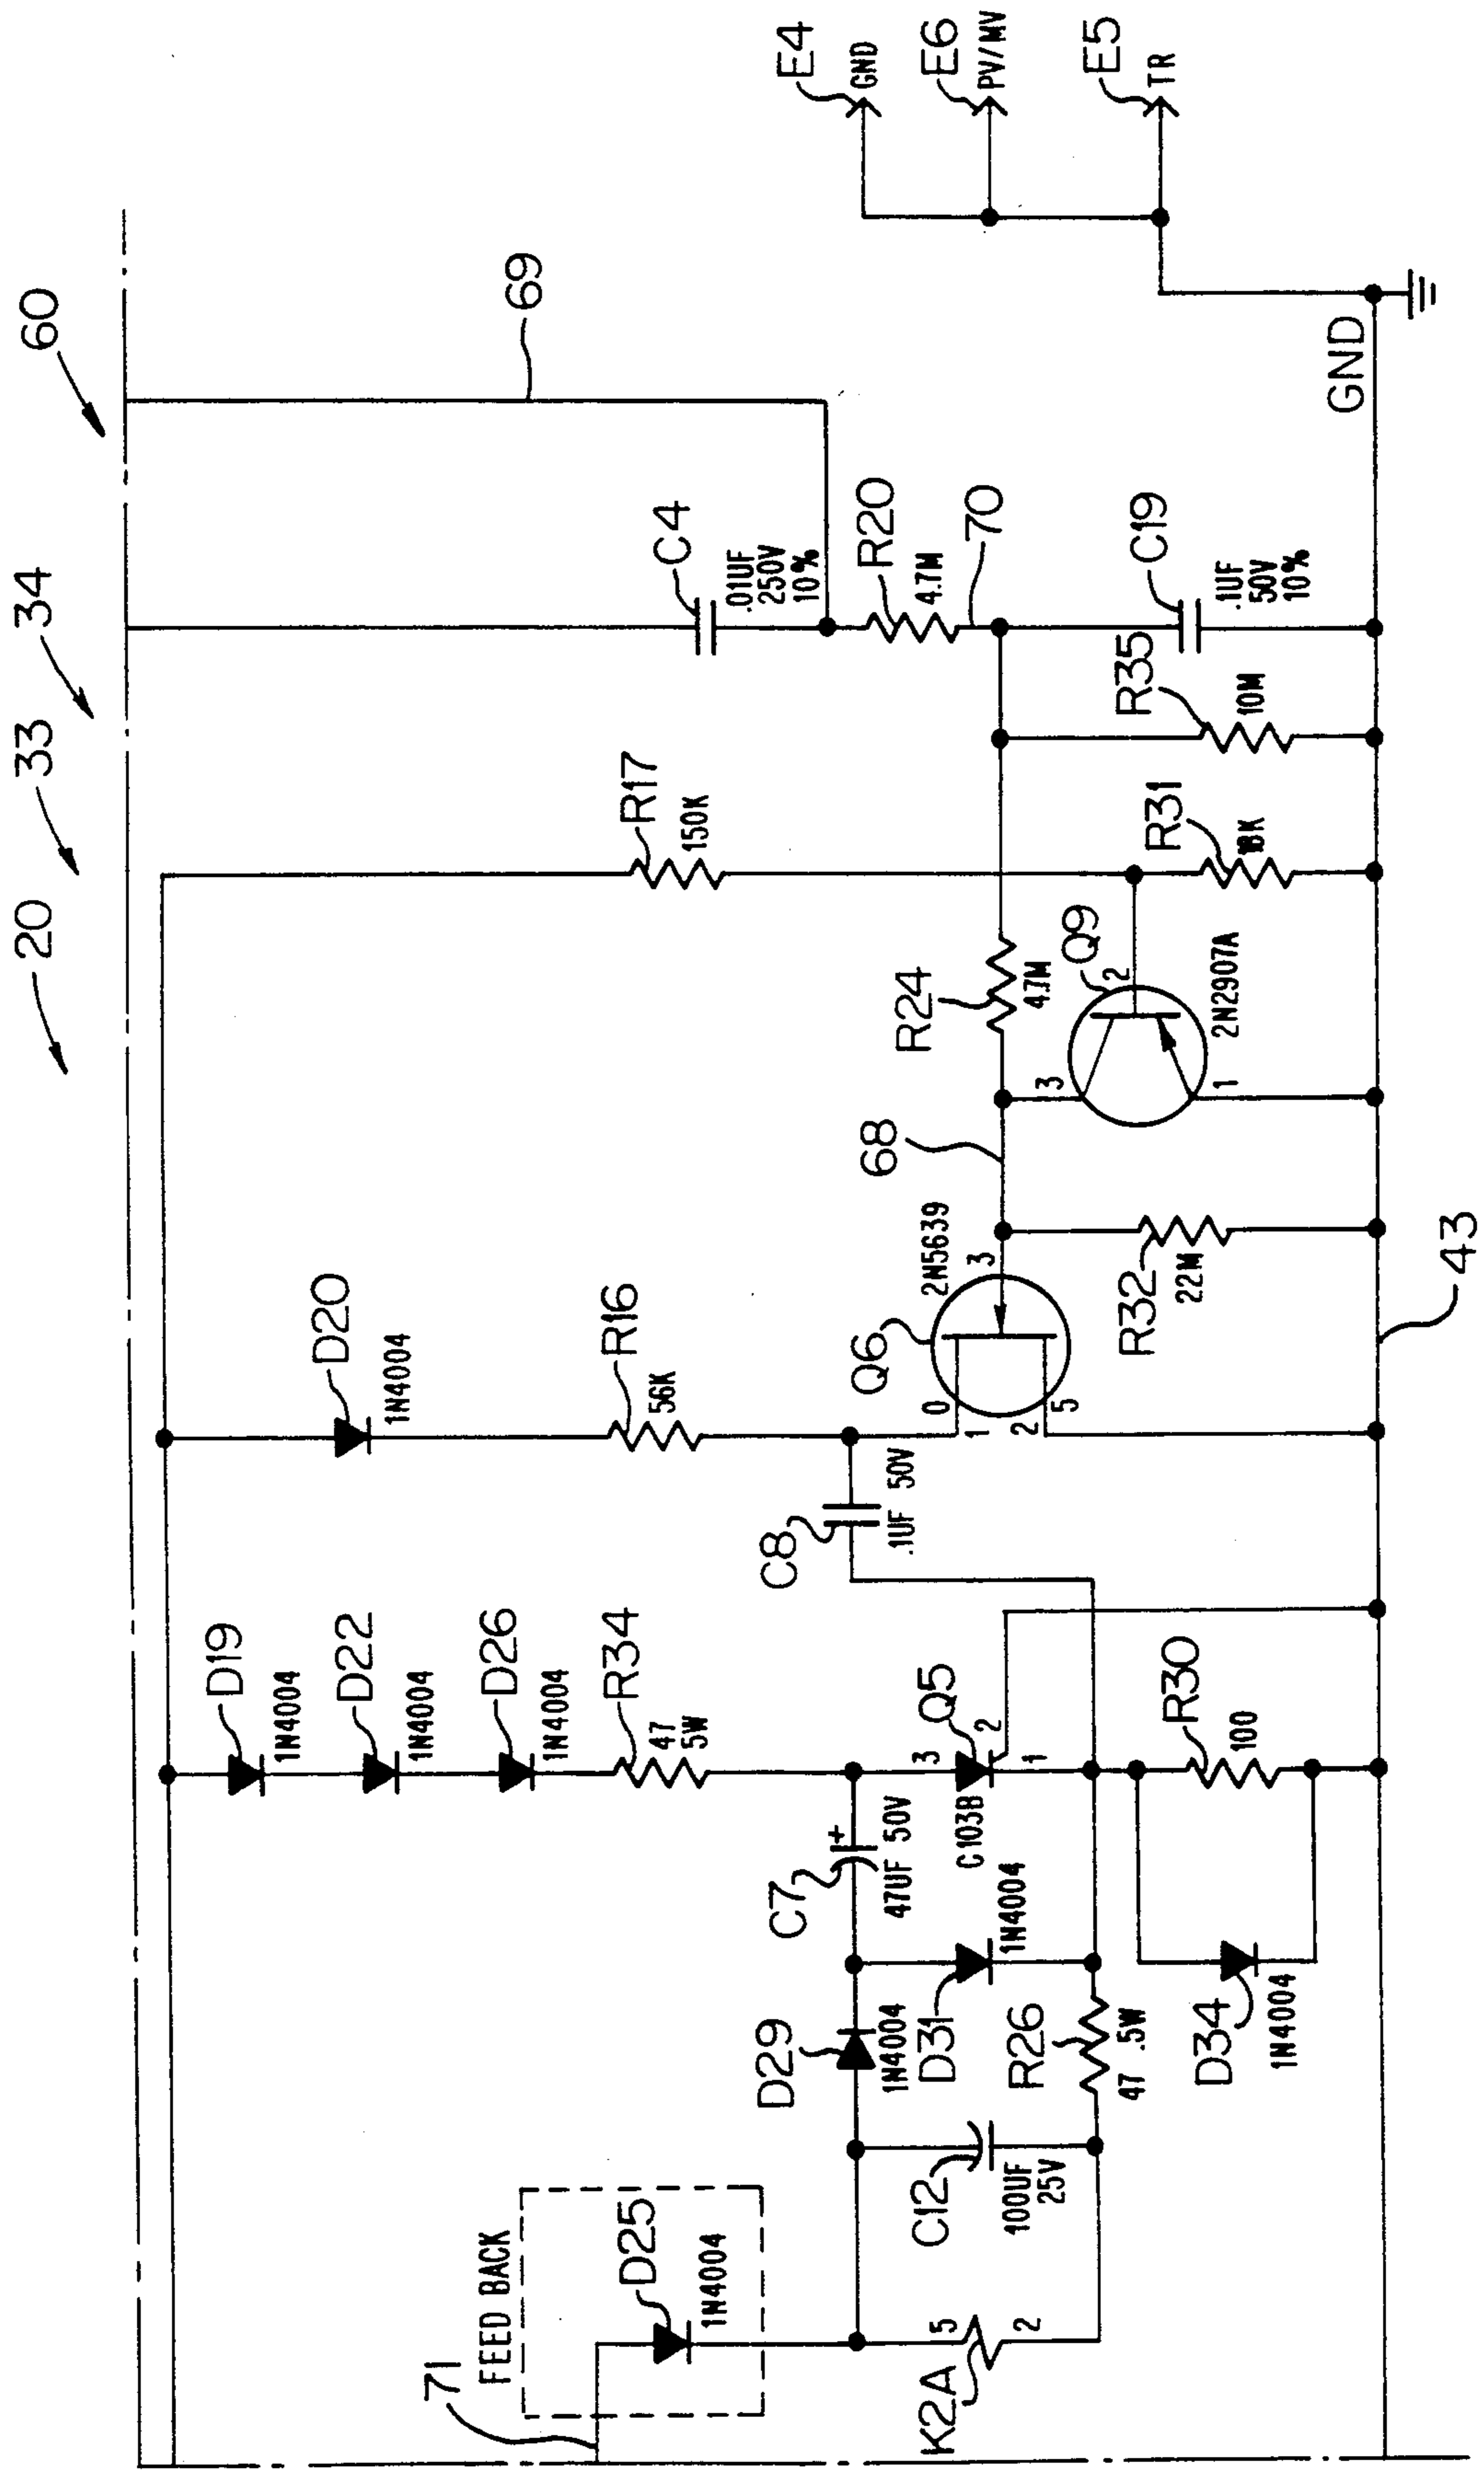 20
33
34
60
D19
1N4004
D22
1N4004
D26
1N4004
R34
47
5W
D20
1N4004
R16
56K
R17
150K
C4
.01UF
250V
10%
69
E4
GND
E6
PV/MV
E5
TR
71
FEED BACK
D25
1N4004
D29
1N4004
C7
+
47UF 50V
C8
.1UF 50V
Q6
2N5639
0
1
2
5
3
68
R24
4.7M
R20
4.7M
70
K2A
5
2
C12
100UF
25V
D31
1N4004
R26
47 .5W
Q5
C103B
3
2
1
R32
22M
Q9
2N2907A
3
2
1
R31
18K
R35
10M
C19
.1UF
50V
10%
D34
1N4004
R30
100
43
GND